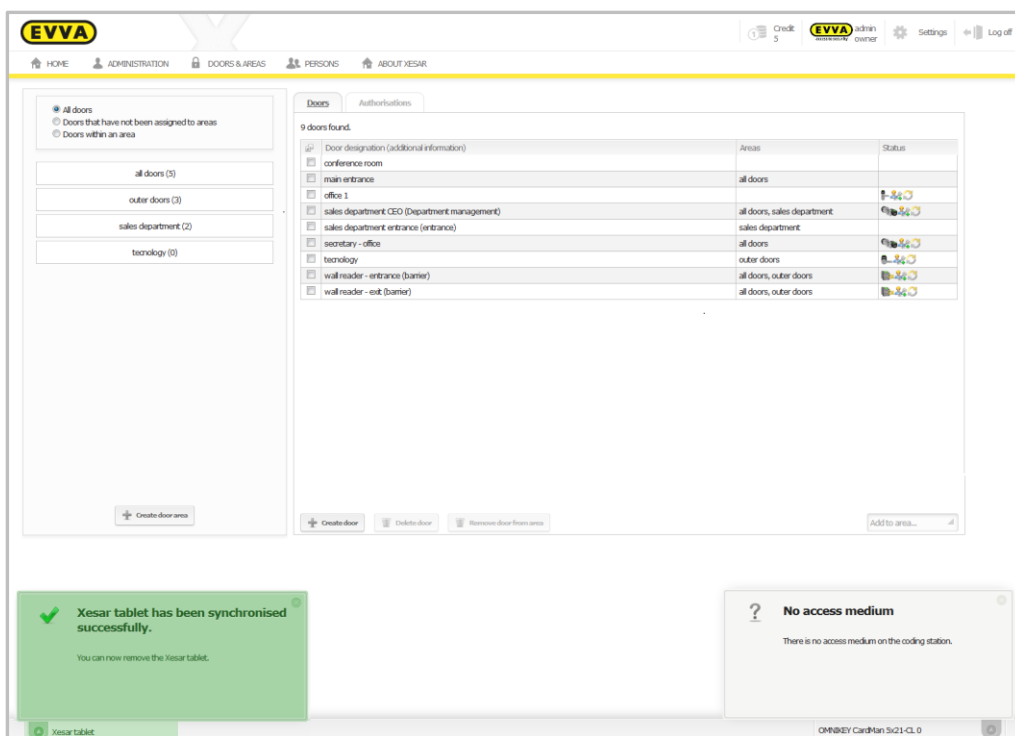 EVVA
Credit
5
EVVA
access to security
admin
owner
Settings
Log off
HOME
ADMINISTRATION
DOORS & AREAS
PERSONS
ABOUT XESAR
All doors
Doors that have not been assigned to areas
Doors within an area
all doors (5)
outer doors (3)
sales department (2)
tecnology (0)
Create door area
Doors
Authorisations
9 doors found.
Door designation (additional information) Areas Status
conference room
main entrance all doors
office 1
sales department CEO (Department management) all doors, sales department
sales department entrance (entrance) sales department
secretary - office all doors
tecnology outer doors
wall reader - entrance (barrier) all doors, outer doors
wall reader - exit (barrier) all doors, outer doors
Create door
Delete door
Remove door from area
Add to area...
Xesar tablet has been synchronised
successfully.
You can now remove the Xesar tablet.
No access medium
There is no access medium on the coding station.
Xesar tablet
OMNIKEY CardMan 5x21-CL 0